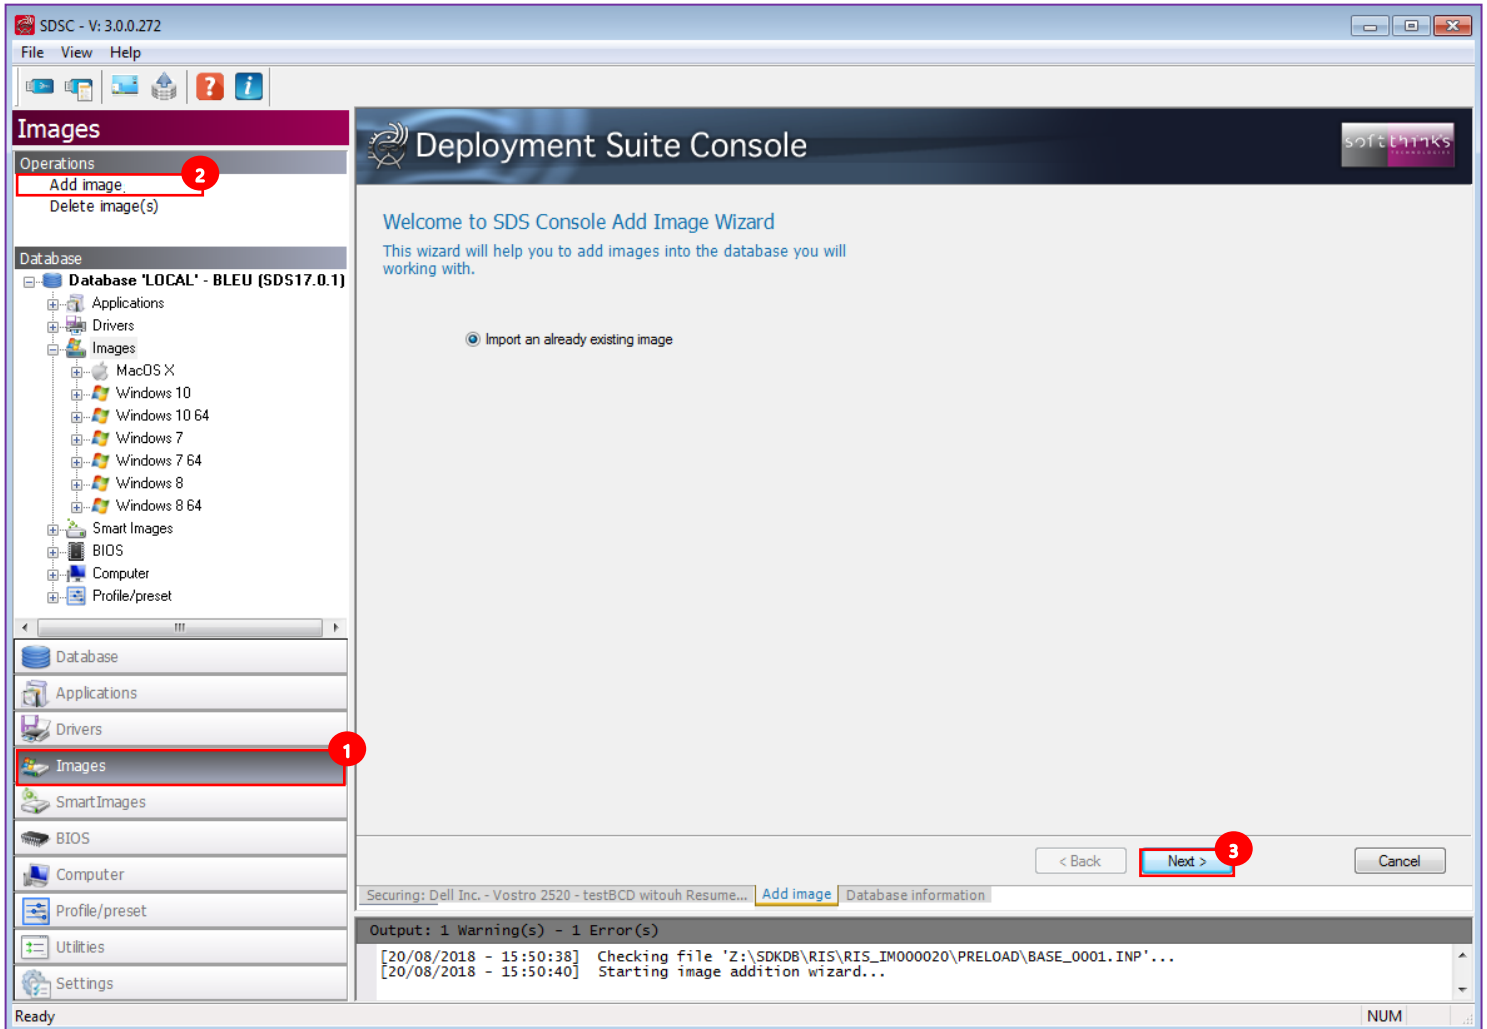 SDSC - V: 3.0.0.272
File View Help
Images
Operations
Add image
2
Delete image(s)
Database
Database 'LOCAL' - BLEU (SDS17.0.1)
Applications
Drivers
Images
MacOS X
Windows 10
Windows 10 64
Windows 7
Windows 7 64
Windows 8
Windows 8 64
Smart Images
BIOS
Computer
Profile/preset
Database
Applications
Drivers
1
Images
SmartImages
BIOS
Computer
Profile/preset
Utilities
Settings
Deployment Suite Console
softthinks
TECHNOLOGIES
Welcome to SDS Console Add Image Wizard
This wizard will help you to add images into the database you will
working with.
Import an already existing image
< Back Next > 3 Cancel
Securing: Dell Inc. - Vostro 2520 - testBCD witouh Resume... Add image Database information
Output: 1 Warning(s) - 1 Error(s)
[20/08/2018 - 15:50:38] Checking file 'Z:\SDKDB\RIS\RIS_IM000020\PRELOAD\BASE_0001.INP'...
[20/08/2018 - 15:50:40] Starting image addition wizard...
Ready NUM